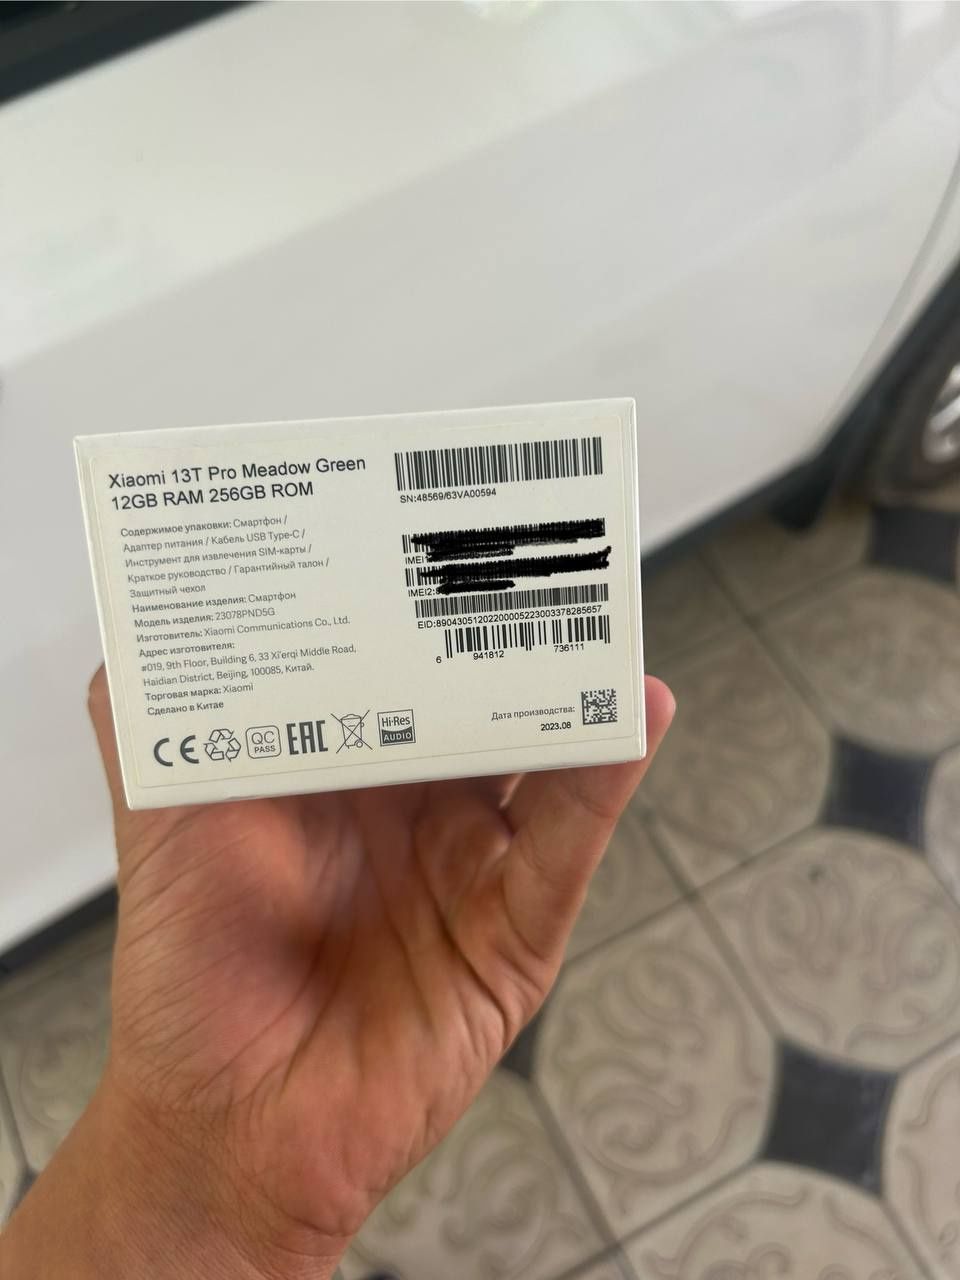 Xiaomi 13T Pro Meadow Green
12GB RAM 256GB ROM
Содержимое упаковки: Смартфон /
Адаптер питания / Кабель USB Type-C /
Инструмент для извлечения SIM-карты /
Краткое руководство / Гарантийный талон /
Защитный чехол
Наименование изделия: Смартфон
Модель изделия: 23078PND5G
Изготовитель: Xiaomi Communications Co., Ltd.
Адрес изготовителя:
#019, 9th Floor, Building 6, 33 Xi'erqi Middle Road,
Haidian District, Beijing, 100085, Китай.
Торговая марка: Xiaomi
Сделано в Китае
CE
QC
PASS
EAC
Hi-Res
AUDIO
SN:48569/63VA00594
IMEI
IMEI2:
EID:89043051202200005223003378285657
6 941812 736111
Дата производства:
2023.08